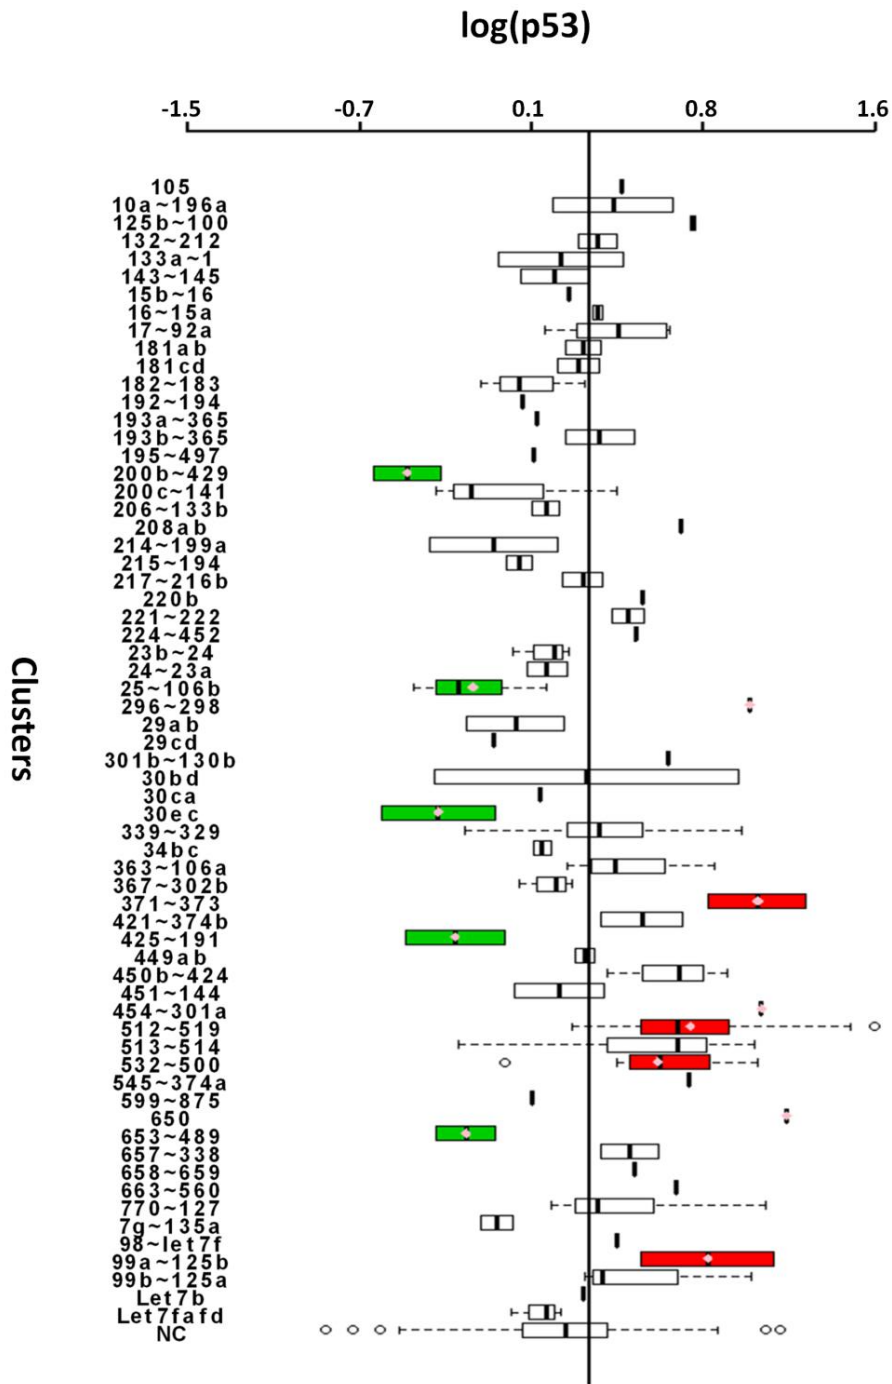 log(p53)
-1.5 -0.7 0.1 0.8 1.6
105
10a~196a
125b~100
132~212
133a~1
143~145
15b~16
16~15a
17~92a
181ab
181cd
182~183
192~194
193a~365
193b~365
195~497
200b~429
200c~141
206~133b
208ab
214~199a
215~194
217~216b
220b
221~222
224~452
23b~24
24~23a
25~106b
296~298
29ab
29cd
301b~130b
30bd
30ca
30ec
339~329
34bc
363~106a
367~302b
371~373
421~374b
425~191
449ab
450b~424
451~144
454~301a
512~519
513~514
532~500
545~374a
599~875
650
653~489
657~338
658~659
663~560
770~127
7g~135a
98~let7f
99a~125b
99b~125a
Let7b
Let7fafd
NC
Clusters